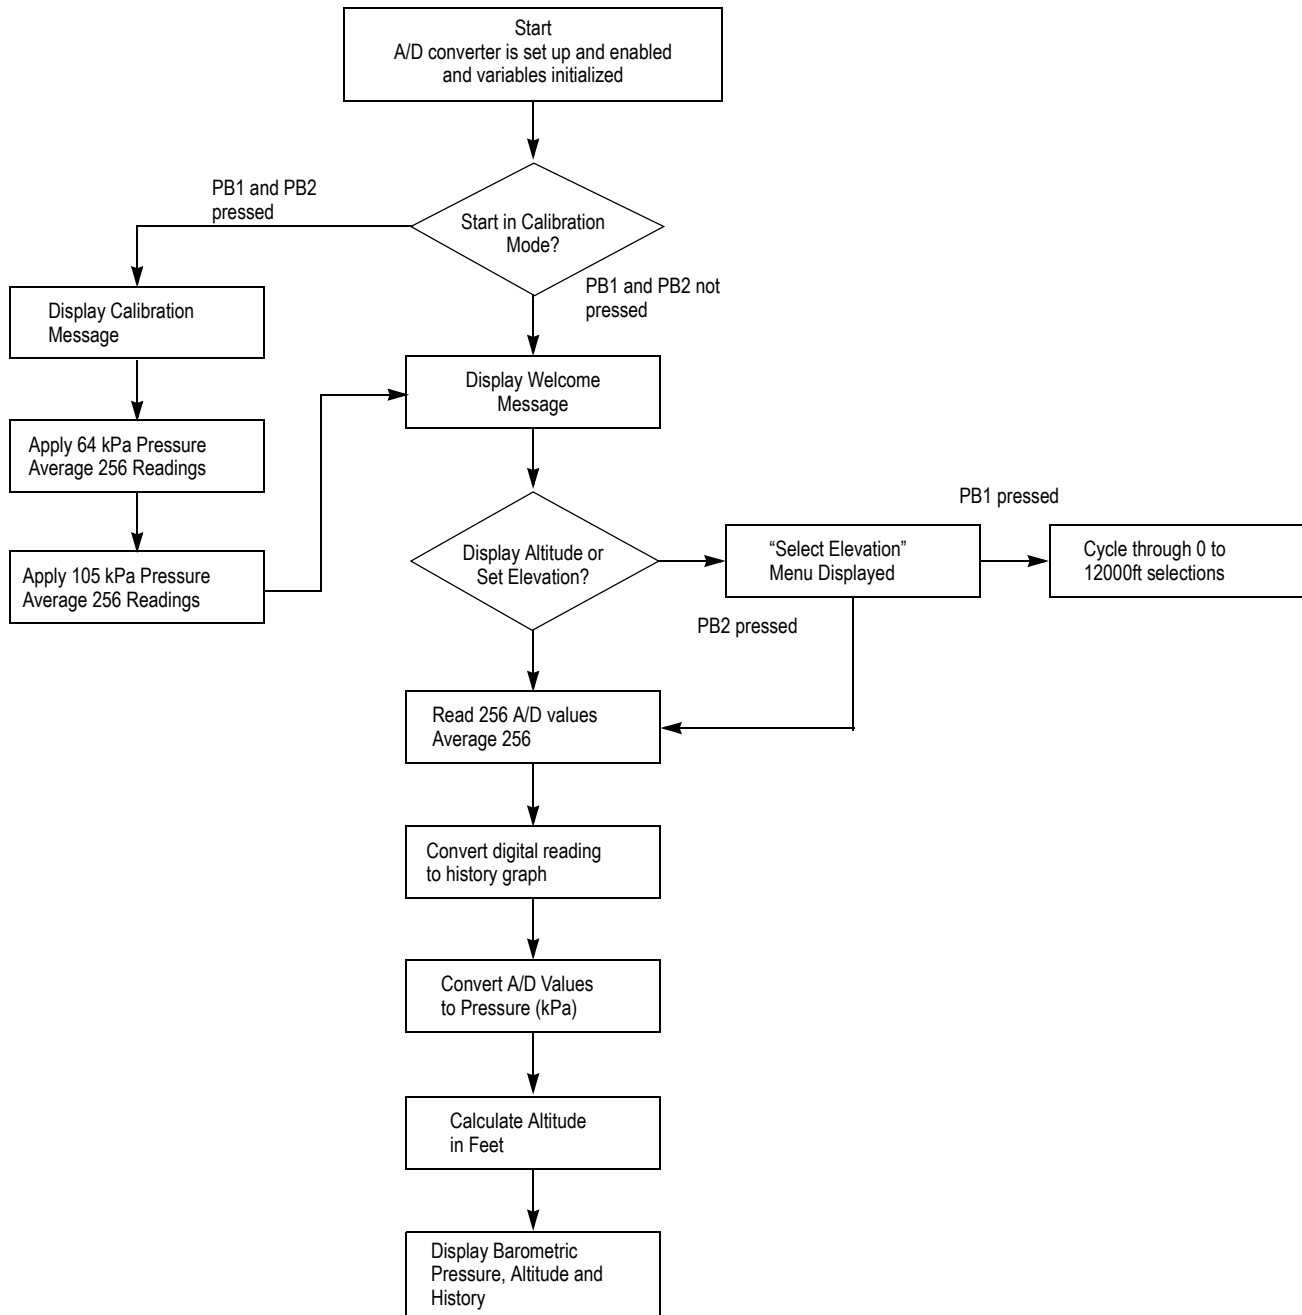 Start
A/D converter is set up and enabled
and variables initialized
PB1 and PB2
pressed
Start in Calibration
Mode?
PB1 and PB2 not
pressed
Display Calibration
Message
Display Welcome
Message
Apply 64 kPa Pressure
Average 256 Readings
Apply 105 kPa Pressure
Average 256 Readings
Display Altitude or
Set Elevation?
“Select Elevation”
Menu Displayed
PB1 pressed
Cycle through 0 to
12000ft selections
PB2 pressed
Read 256 A/D values
Average 256
Convert digital reading
to history graph
Convert A/D Values
to Pressure (kPa)
Calculate Altitude
in Feet
Display Barometric
Pressure, Altitude and
History